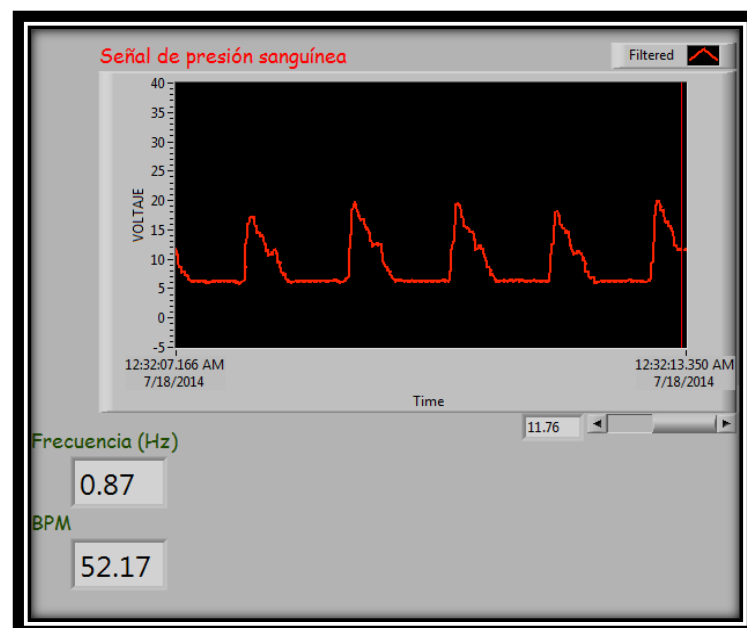 Señal de presión sanguínea
Filtered
40
35
30
25
20
15
10
5
0
-5
VOLTAJE
12:32:07.166 AM
7/18/2014
12:32:13.350 AM
7/18/2014
Time
11.76
Frecuencia (Hz)
0.87
BPM
52.17